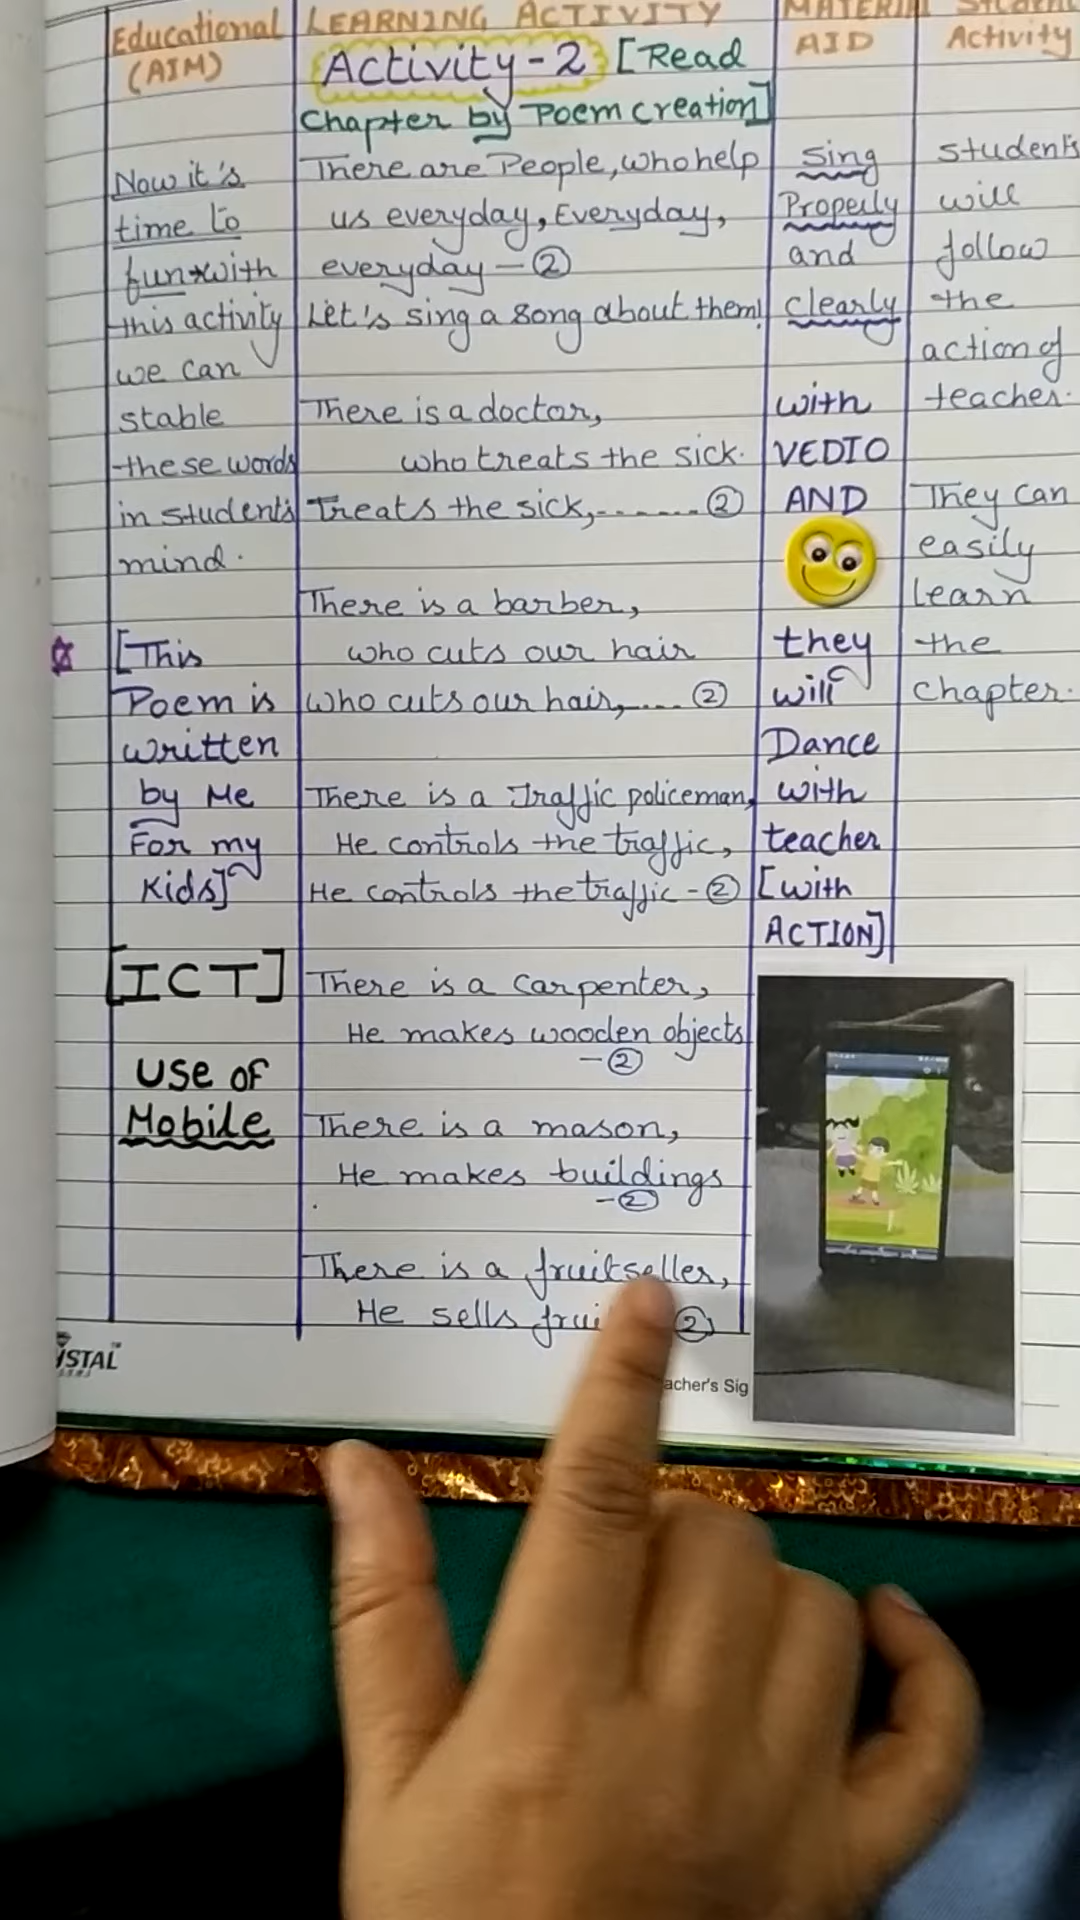 Educational
(AIM)
Now it's
time to
fun with
this activity
we can
stable
these words
in student's
mind.
[This
Poem is
written
by Me
For my
Kids]
[ICT]
USE OF
Mobile
LEARNING ACTIVITY
Activity-2 [Read
Chapter by Poem creation]
There are People, who help
us everyday, Everyday,
everyday - 2
Let's sing a song about them!
There is a doctor,
who treats the sick.
Treats the sick,....... 2
There is a barber,
who cuts our hair
who cuts our hair,.... 2
There is a Traffic policeman,
He controls the traffic,
He controls the traffic - 2
There is a carpenter,
He makes wooden objects
- 2
There is a mason,
He makes buildings
- 2
There is a fruitseller,
He sells 2
MATERIAL
AID
sing
Properly
and
clearly
with
VEDIO
AND
they
will
Dance
with
teacher
[with
ACTION]
Student
Activity
students
will
follow
the
action of
teacher.
They can
easily
learn
the
chapter.
YSTAL
acher's Sig